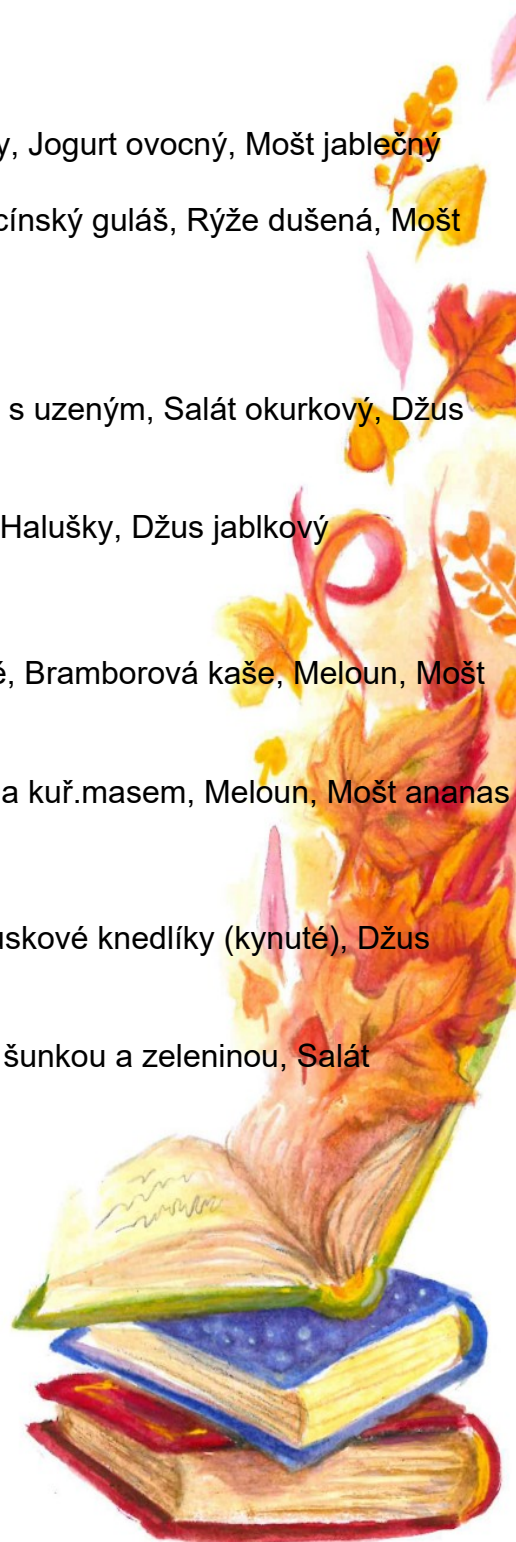 y, Jogurt ovocný, Mošt jablečný
cínský guláš, Rýže dušená, Mošt
s uzeným, Salát okurkový, Džus
Halušky, Džus jablkový
é, Bramborová kaše, Meloun, Mošt
a kuř.masem, Meloun, Mošt ananas
uskové knedlíky (kynuté), Džus
šunkou a zeleninou, Salát